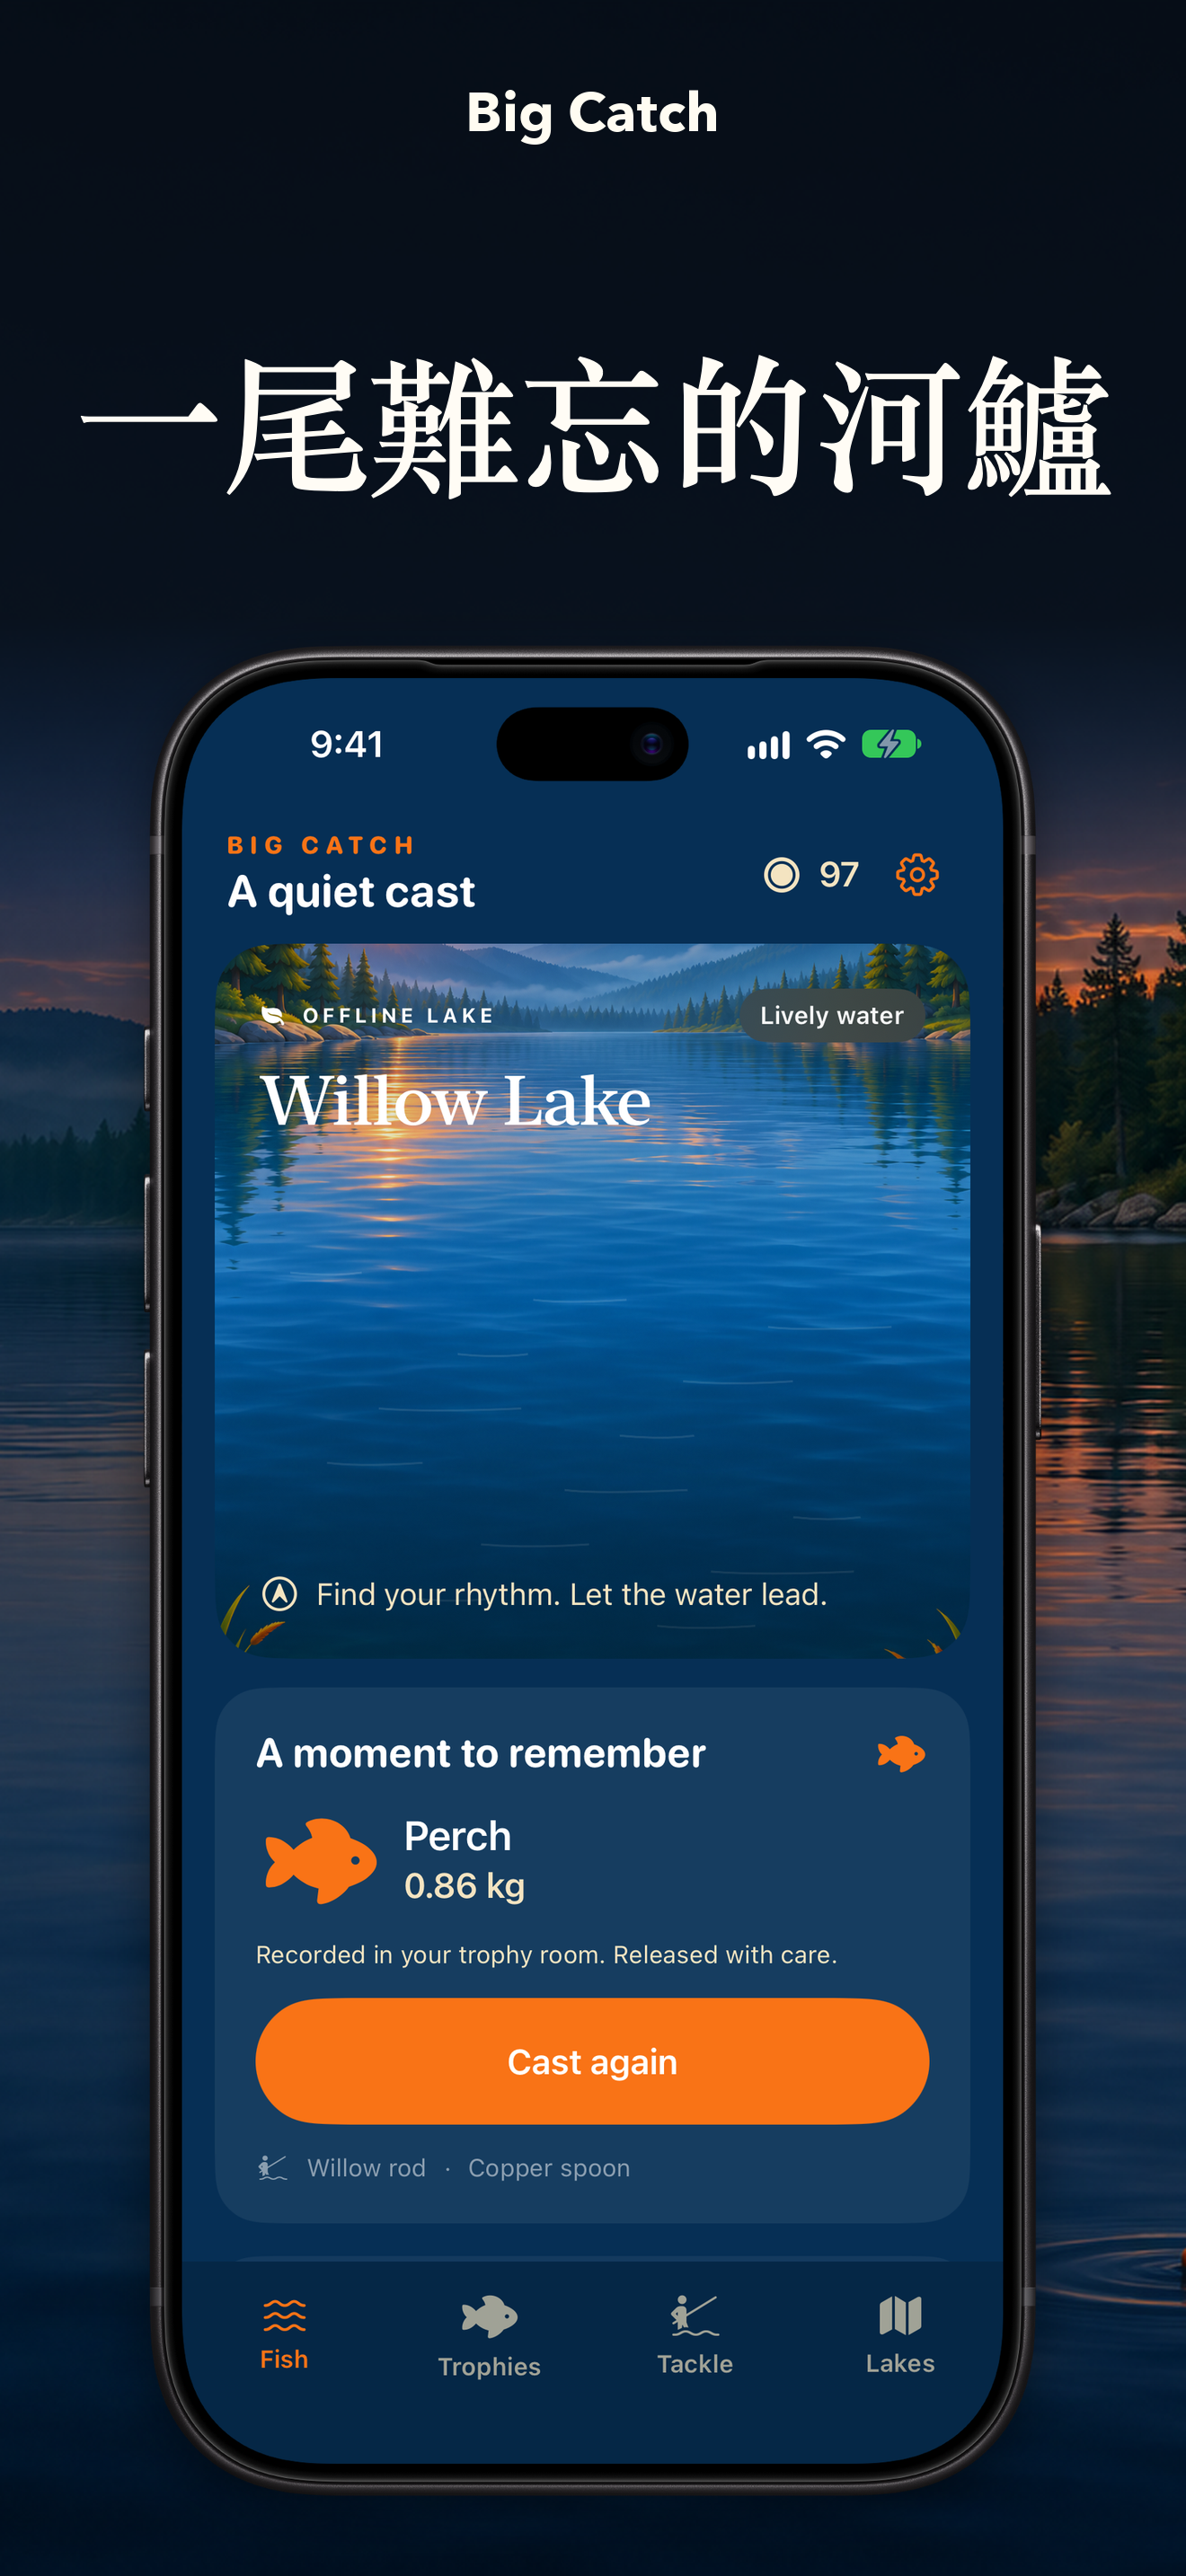 Big Catch
一尾難忘的河鱸
9:41
BIG CATCH
A quiet cast
97
OFFLINE LAKE
Lively water
Willow Lake
Find your rhythm. Let the water lead.
A moment to remember
Perch
0.86 kg
Recorded in your trophy room. Released with care.
Cast again
Willow rod · Copper spoon
Fish
Trophies
Tackle
Lakes